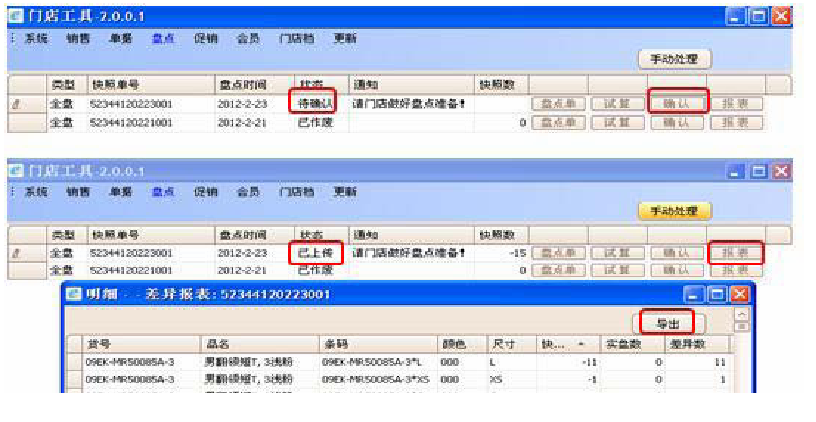 门店工具-2.0.0.1
系统 销售 单据 盘点 促销 会员 门店档 更新
手动处理
类型 快照单号 盘点时间 状态 通知 快照数
全盘 52344120223001 2012-2-23 待确认 请门店做好盘点准备! 盘点单 试算 确认 报表
全盘 52344120221001 2012-2-21 已作废 0 盘点单 试算 确认 报表
门店工具-2.0.0.1
系统 销售 单据 盘点 促销 会员 门店档 更新
手动处理
类型 快照单号 盘点时间 状态 通知 快照数
全盘 52344120223001 2012-2-23 已上传 请门店做好盘点准备! -15 盘点单 试算 确认 报表
全盘 52344120221001 2012-2-21 已作废 0 盘点单 试算 确认 报表
明细 - - 差异报表: 52344120223001
导出
货号 品名 条码 颜色 尺寸 快... 实盘数 差异数
09EK-MR50085A-3 男翻领短T, 3浅粉 09EK-MR50085A-3*L 000 L -11 0 11
09EK-MR50085A-3 男翻领短T, 3浅粉 09EK-MR50085A-3*XS 000 XS -1 0 1